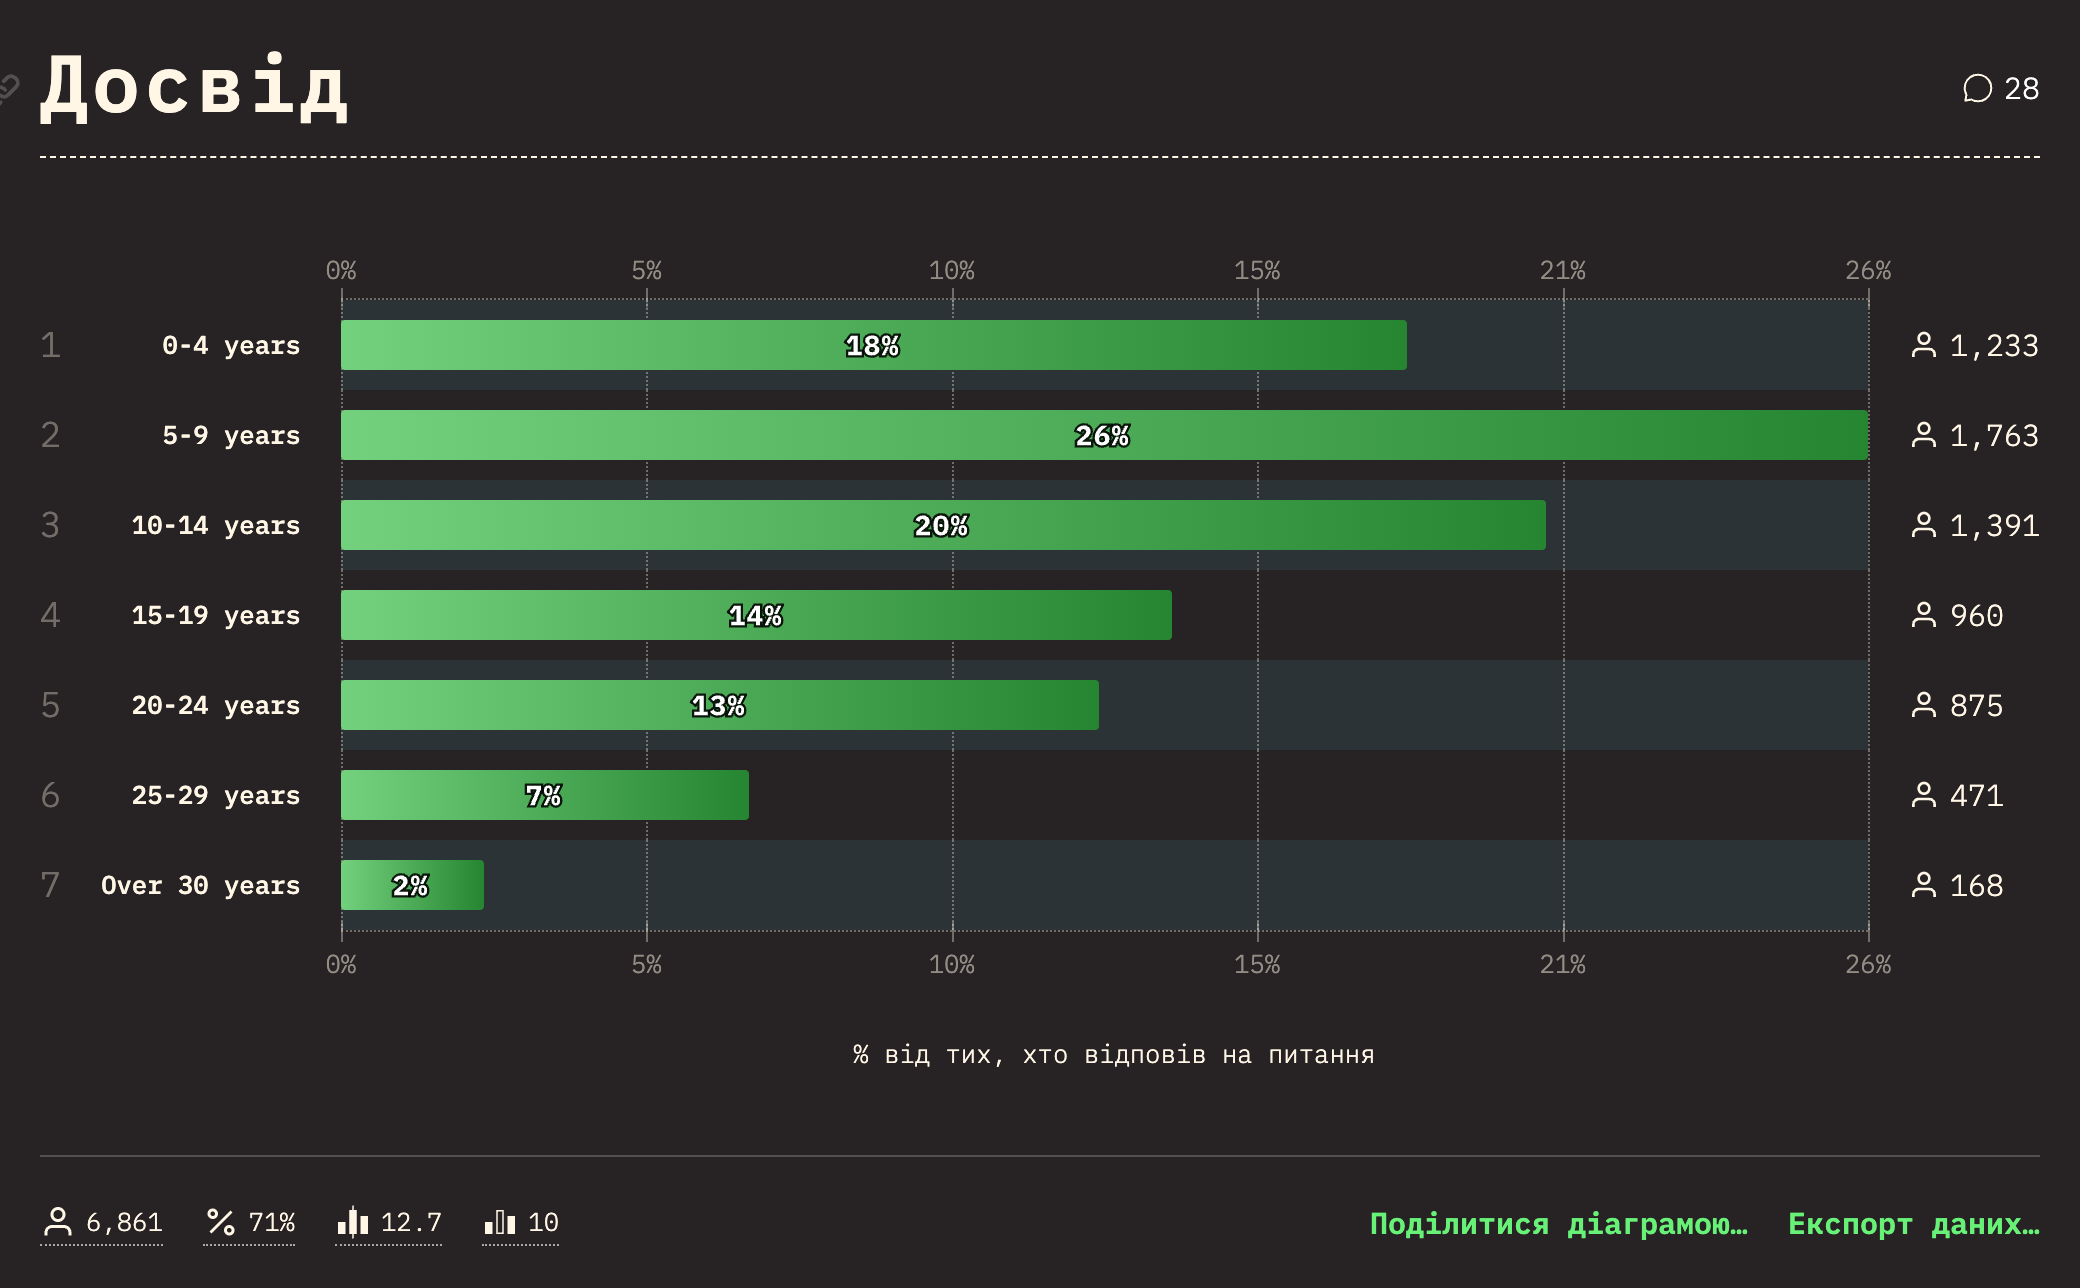 Досвід
28
0% 5% 10% 15% 21% 26%
1 0-4 years 18% 1,233
2 5-9 years 26% 1,763
3 10-14 years 20% 1,391
4 15-19 years 14% 960
5 20-24 years 13% 875
6 25-29 years 7% 471
7 Over 30 years 2% 168
0% 5% 10% 15% 21% 26%
% від тих, хто відповів на питання
6,861 71% 12.7 10 Поділитися діаграмою… Експорт даних…